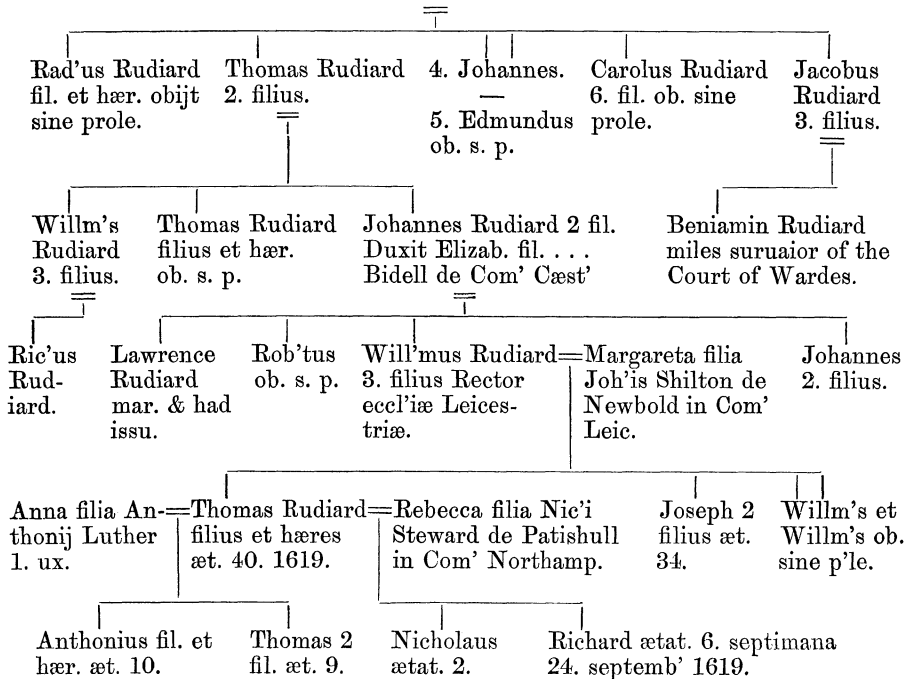 Rad'us Rudiard
fil. et hær. obijt
sine prole.
Thomas Rudiard
2. filius.
4. Johannes.
—
5. Edmundus
ob. s. p.
Carolus Rudiard
6. fil. ob. sine
prole.
Jacobus
Rudiard
3. filius.
Willm's
Rudiard
3. filius.
Thomas Rudiard
filius et hær.
ob. s. p.
Johannes Rudiard 2 fil.
Duxit Elizab. fil. . . .
Bidell de Com' Cæst'
Beniamin Rudiard
miles suruaior of the
Court of Wardes.
Ric'us
Rud-
iard.
Lawrence
Rudiard
mar. & had
issu.
Rob'tus
ob. s. p.
Will'mus Rudiard=
3. filius Rector
eccl'iæ Leices-
triæ.
Margareta filia
Joh'is Shilton de
Newbold in Com'
Leic.
Johannes
2. filius.
Anna filia An-=
thonij Luther
1. ux.
Thomas Rudiard=
filius et hæres
æt. 40. 1619.
Rebecca filia Nic'i
Steward de Patishull
in Com' Northamp.
Joseph 2
filius æt.
34.
Willm's et
Willm's ob.
sine p'le.
Anthonius fil. et
hær. æt. 10.
Thomas 2
fil. æt. 9.
Nicholaus
ætat. 2.
Richard ætat. 6. septimana
24. septemb' 1619.